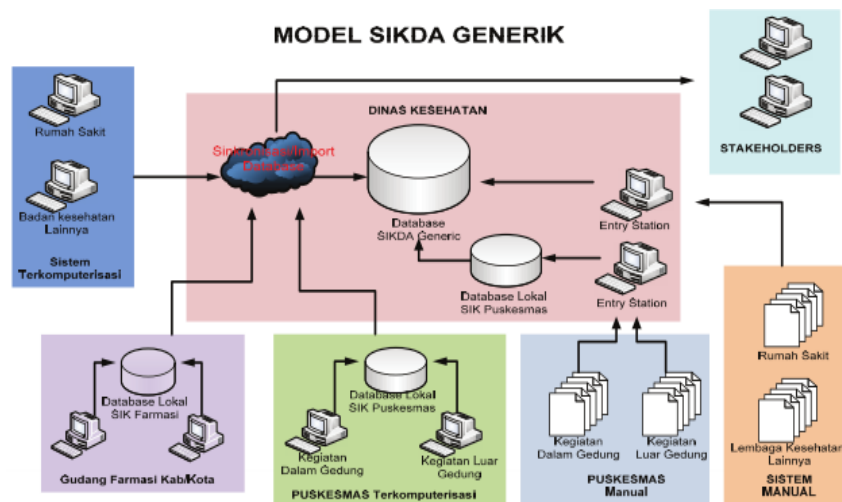 MODEL SIKDA GENERIK
Rumah Sakit
Badan kesehatan
Lainnya
Sistem
Terkomputerisasi
DINAS KESEHATAN
Sinkronisasi/Import
Database
Database
SIKDA Generic
Entry Station
Database Lokal
SIK Puskesmas
Entry Station
STAKEHOLDERS
Database Lokal
SIK Farmasi
Gudang Farmasi Kab/Kota
Database Lokal
SIK Puskesmas
Kegiatan
Dalam Gedung
Kegiatan Luar
Gedung
PUSKESMAS Terkomputerisasi
Kegiatan
Dalam Gedung
Kegiatan
Luar Gedung
PUSKESMAS
Manual
Rumah Sakit
Lembaga Kesehatan
Lainnya
SISTEM
MANUAL